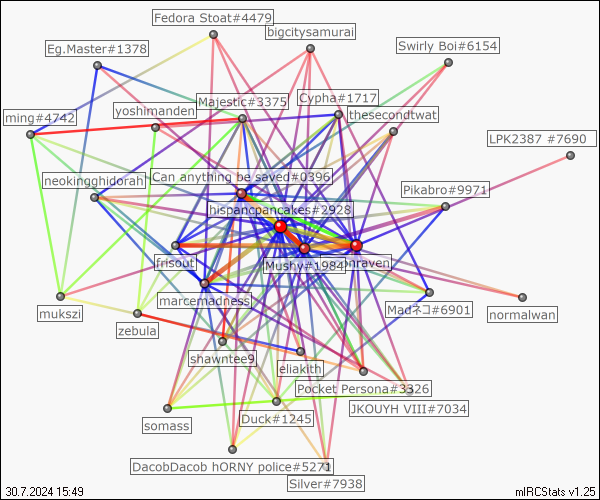 Fedora Stoat#4479
bigcitysamurai
Eg.Master#1378
Swirly Boi#6154
Majestic#3375
Cypha#1717
ming#4742
yoshimanden
thesecondtwat
LPK2387 #7690
neokingghidorah
Can anything be saved#0396
Pikabro#9971
hispanopancakes#2928
frisout
Mushy#1984
onraven
marcemadness
mukszi
zebula
Madネコ#6901
normalwan
shawntee9
eliakith
Pocket Persona#3326
JKOUYH VIII#7034
somass
Duck#1245
DacobDacob hORNY police#5271
Silver#7938
30.7.2024 15:49
mIRCStats v1.25